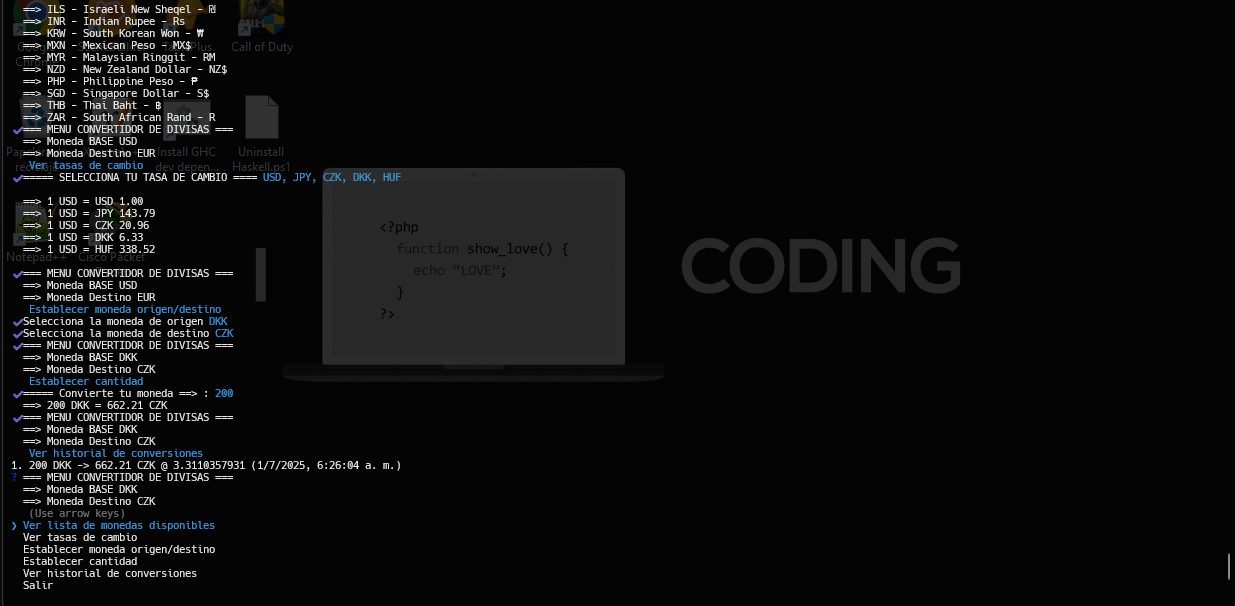 ==> ILS - Israeli New Sheqel - ₪
==> INR - Indian Rupee - Rs
==> KRW - South Korean Won - ₩
==> MXN - Mexican Peso - MX$
==> MYR - Malaysian Ringgit - RM
==> NZD - New Zealand Dollar - NZ$
==> PHP - Philippine Peso - ₱
==> SGD - Singapore Dollar - S$
==> THB - Thai Baht - ฿
==> ZAR - South African Rand - R
✔=== MENU CONVERTIDOR DE DIVISAS ===
==> Moneda BASE USD
==> Moneda Destino EUR
Ver tasas de cambio
✔===== SELECCIONA TU TASA DE CAMBIO ==== USD, JPY, CZK, DKK, HUF
==> 1 USD = USD 1.00
==> 1 USD = JPY 143.79
==> 1 USD = CZK 20.96
==> 1 USD = DKK 6.33
==> 1 USD = HUF 338.52
✔=== MENU CONVERTIDOR DE DIVISAS ===
==> Moneda BASE USD
==> Moneda Destino EUR
Establecer moneda origen/destino
✔Selecciona la moneda de origen DKK
✔Selecciona la moneda de destino CZK
✔=== MENU CONVERTIDOR DE DIVISAS ===
==> Moneda BASE DKK
==> Moneda Destino CZK
Establecer cantidad
✔===== Convierte tu moneda ==> : 200
==> 200 DKK = 662.21 CZK
✔=== MENU CONVERTIDOR DE DIVISAS ===
==> Moneda BASE DKK
==> Moneda Destino CZK
Ver historial de conversiones
1. 200 DKK -> 662.21 CZK @ 3.3110357931 (1/7/2025, 6:26:04 a. m.)
? === MENU CONVERTIDOR DE DIVISAS ===
==> Moneda BASE DKK
==> Moneda Destino CZK
(Use arrow keys)
❯ Ver lista de monedas disponibles
Ver tasas de cambio
Establecer moneda origen/destino
Establecer cantidad
Ver historial de conversiones
Salir
Call of Duty
Install GHC
dev depen...
Uninstall
Haskell.ps1
Notepad++
Cisco Packet
I
<?php
function show_love() {
echo “LOVE”;
}
?>
CODING